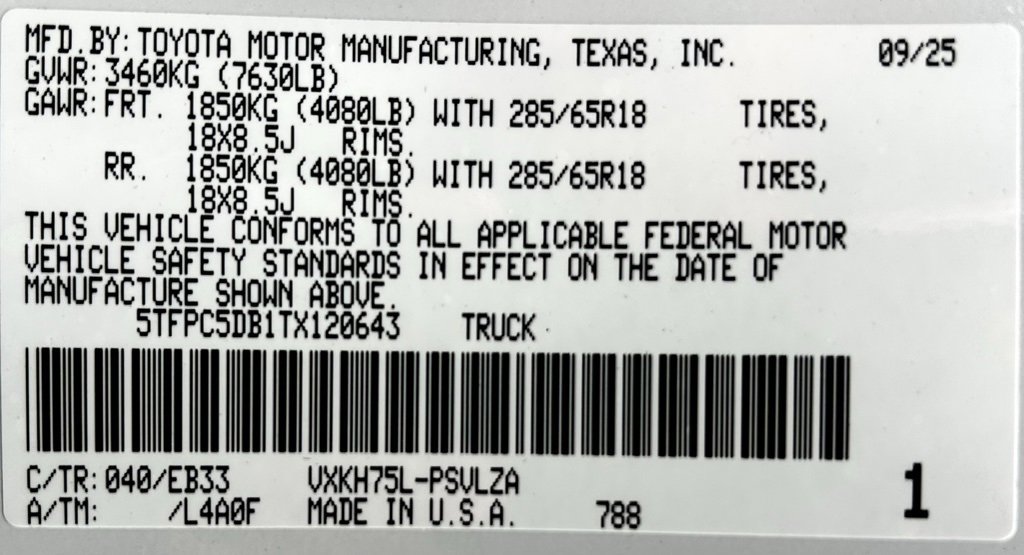 MFD.BY: TOYOTA MOTOR MANUFACTURING, TEXAS, INC. 09/25
GVWR: 3460KG (7630LB)
GAWR: FRT. 1850KG (4080LB) WITH 285/65R18 TIRES,
18X8.5J RIMS.
RR. 1850KG (4080LB) WITH 285/65R18 TIRES,
18X8.5J RIMS.
THIS VEHICLE CONFORMS TO ALL APPLICABLE FEDERAL MOTOR
VEHICLE SAFETY STANDARDS IN EFFECT ON THE DATE OF
MANUFACTURE SHOWN ABOVE.
5TFPC5DB1TX120643 TRUCK
C/TR: 040/EB33 VXKH75L-PSVLZA
A/TM: /L4A0F MADE IN U.S.A. 788
1